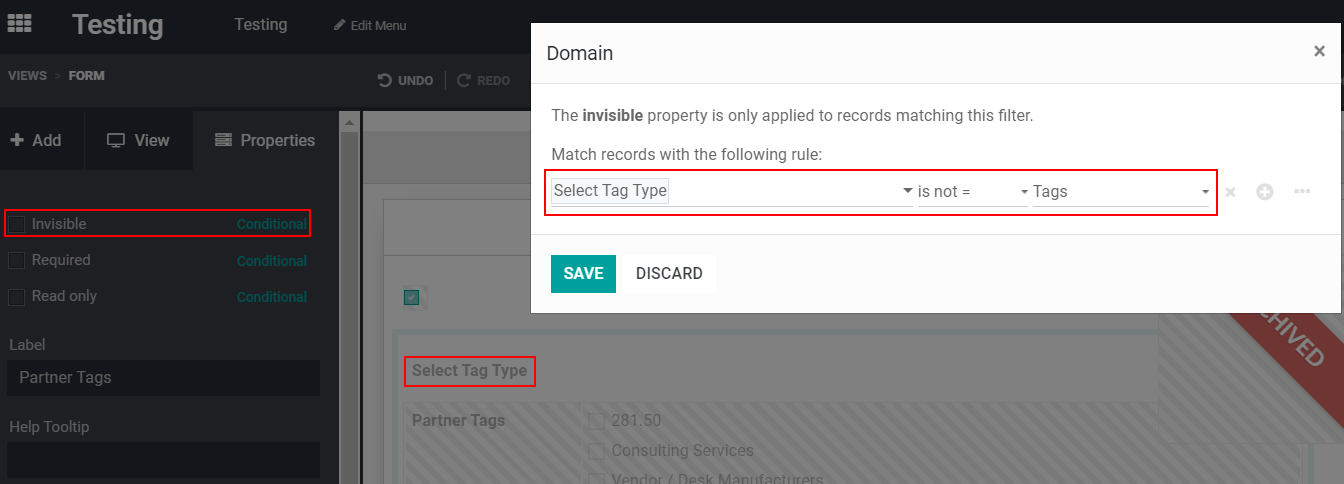 Testing
Testing
Edit Menu
VIEWS > FORM
UNDO
REDO
Add
View
Properties
Invisible
Conditional
Required
Conditional
Read only
Conditional
Label
Partner Tags
Help Tooltip
Domain
×
The invisible property is only applied to records matching this filter.
Match records with the following rule:
Select Tag Type
is not =
Tags
SAVE
DISCARD
Select Tag Type
Partner Tags
281.50
Consulting Services
Vendor / Desk Manufacturers